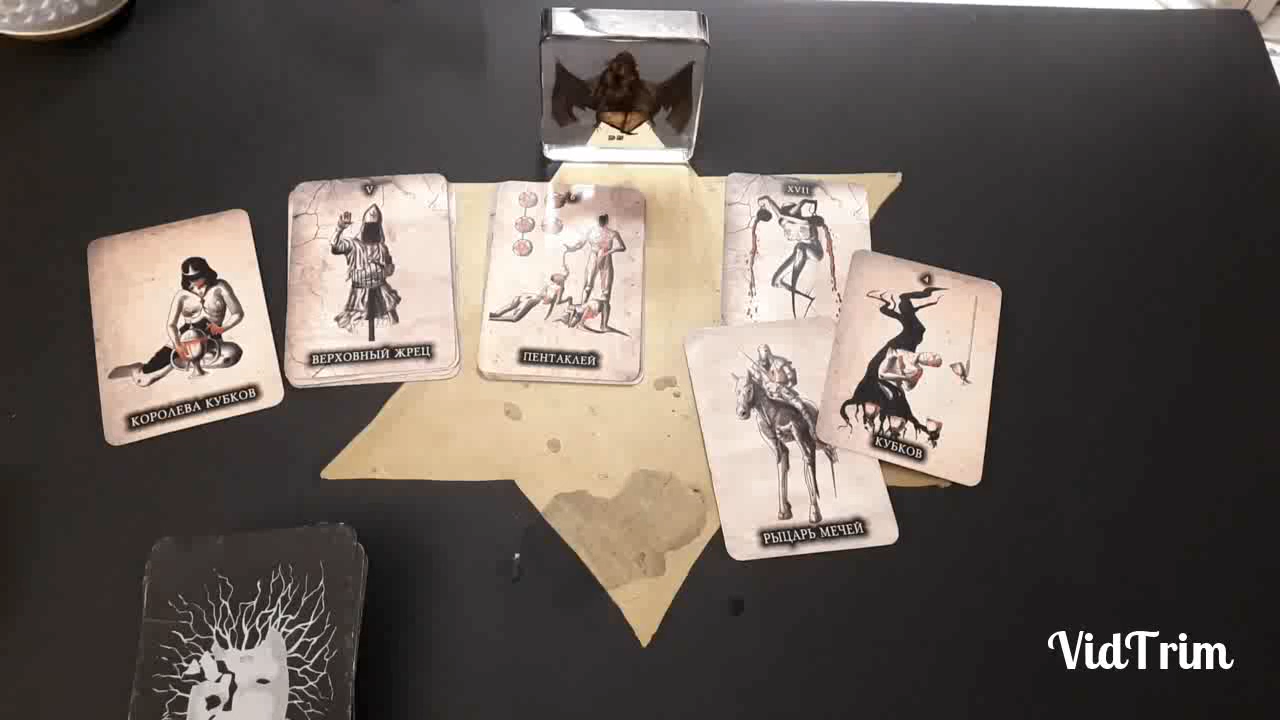 V
XVII
ВЕРХОВНЫЙ ЖРЕЦ
ПЕНТАКЛЕЙ
КОРОЛЕВА КУБКОВ
КУБКОВ
РЫЦАРЬ МЕЧЕЙ
VidTrim